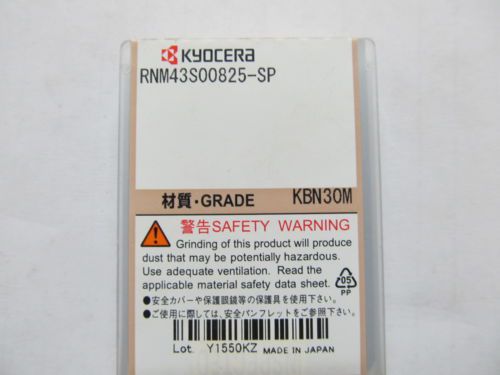 KYOCERA
RNM43S00825-SP
材質・GRADE KBN30M
警告SAFETY WARNING
Grinding of this product will produce
dust that may be potentially hazardous.
Use adequate ventilation. Read the
applicable material safety data sheet.
05
PP
●安全カバーや保護眼鏡等の保護具を使用下さい。
●ご使用に際しては、安全パンフレットをご参照下さい。
Lot. Y1550KZ MADE IN JAPAN